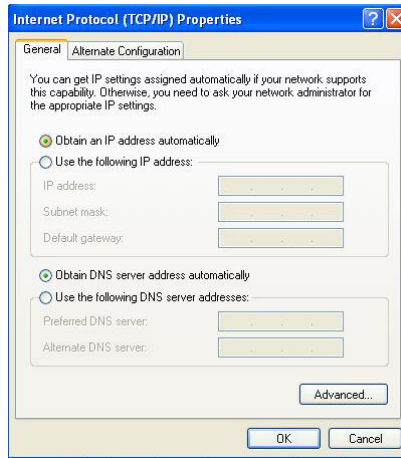 Internet Protocol (TCP/IP) Properties
General
Alternate Configuration
You can get IP settings assigned automatically if your network supports
this capability. Otherwise, you need to ask your network administrator for
the appropriate IP settings.
Obtain an IP address automatically
Use the following IP address:
IP address:
Subnet mask:
Default gateway:
Obtain DNS server address automatically
Use the following DNS server addresses:
Preferred DNS server:
Alternate DNS server:
Advanced...
OK
Cancel